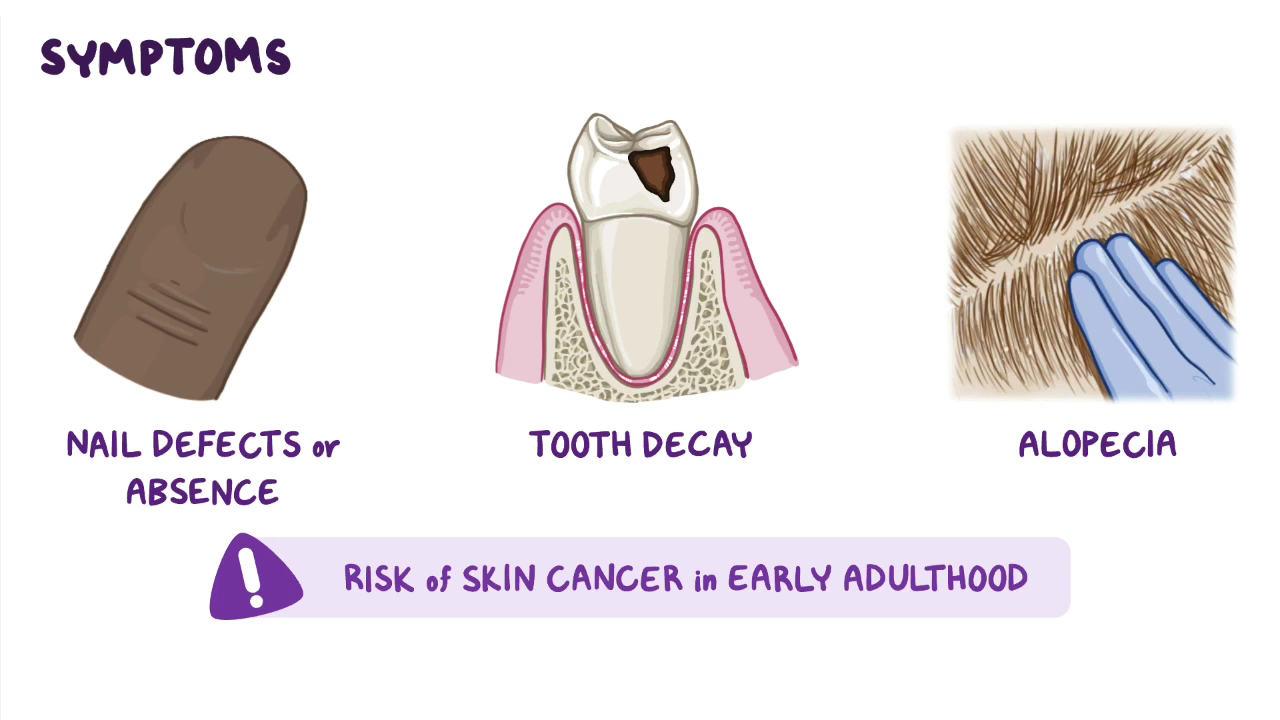 SYMPTOMS
NAIL DEFECTS or
ABSENCE
TOOTH DECAY
ALOPECIA
RISK of SKIN CANCER in EARLY ADULTHOOD